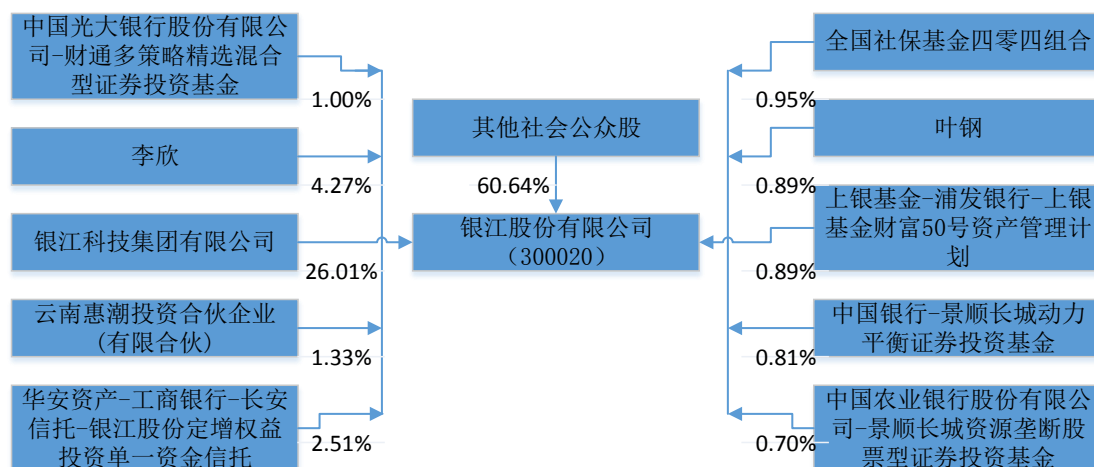 中国光大银行股份有限公
司-财通多策略精选混合
型证券投资基金
1.00%
李欣
4.27%
银江科技集团有限公司
26.01%
云南惠潮投资合伙企业
(有限合伙)
1.33%
华安资产-工商银行-长安
信托-银江股份定增权益
投资单一资金信托
2.51%
其他社会公众股
60.64%
银江股份有限公司
（300020）
全国社保基金四零四组合
0.95%
叶钢
0.89%
上银基金-浦发银行-上银
基金财富50号资产管理计
划
0.89%
中国银行-景顺长城动力
平衡证券投资基金
0.81%
中国农业银行股份有限公
司-景顺长城资源垄断股
票型证券投资基金
0.70%